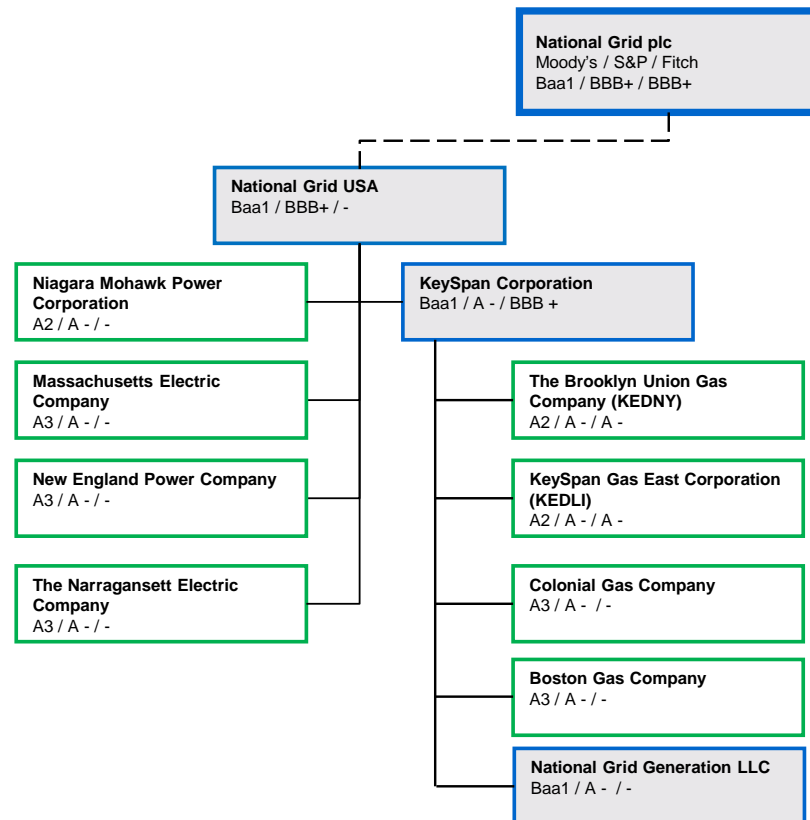 National Grid plc
Moody's / S&P / Fitch
Baa1 / BBB+ / BBB+
National Grid USA
Baa1 / BBB+ / -
Niagara Mohawk Power
Corporation
A2 / A - / -
KeySpan Corporation
Baa1 / A - / BBB +
Massachusetts Electric
Company
A3 / A - / -
The Brooklyn Union Gas
Company (KEDNY)
A2 / A - / A -
New England Power Company
A3 / A - / -
KeySpan Gas East Corporation
(KEDLI)
A2 / A - / A -
The Narragansett Electric
Company
A3 / A - / -
Colonial Gas Company
A3 / A - / -
Boston Gas Company
A3 / A - / -
National Grid Generation LLC
Baa1 / A - / -